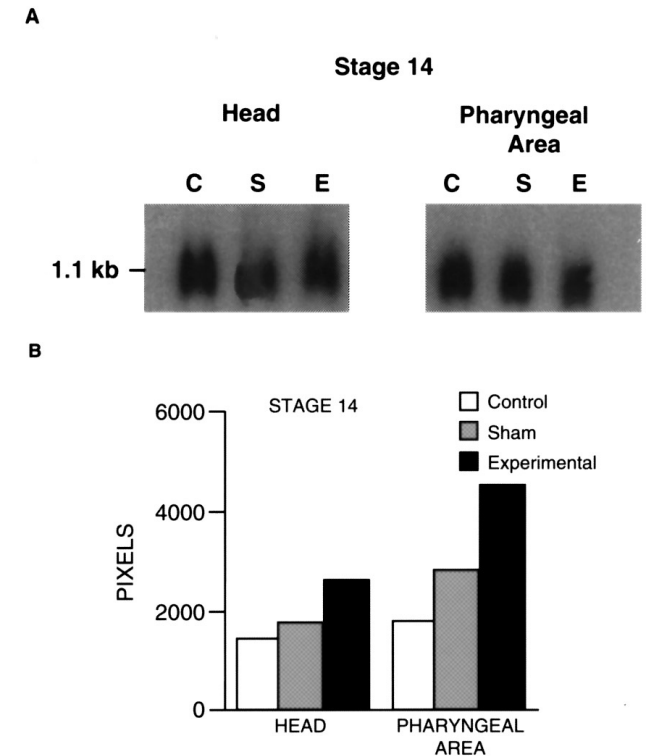 A
Stage 14
Head
Pharyngeal
Area
C S E
C S E
1.1 kb
B
STAGE 14
Control
Sham
Experimental
6000
4000
2000
0
PIXELS
HEAD
PHARYNGEAL
AREA